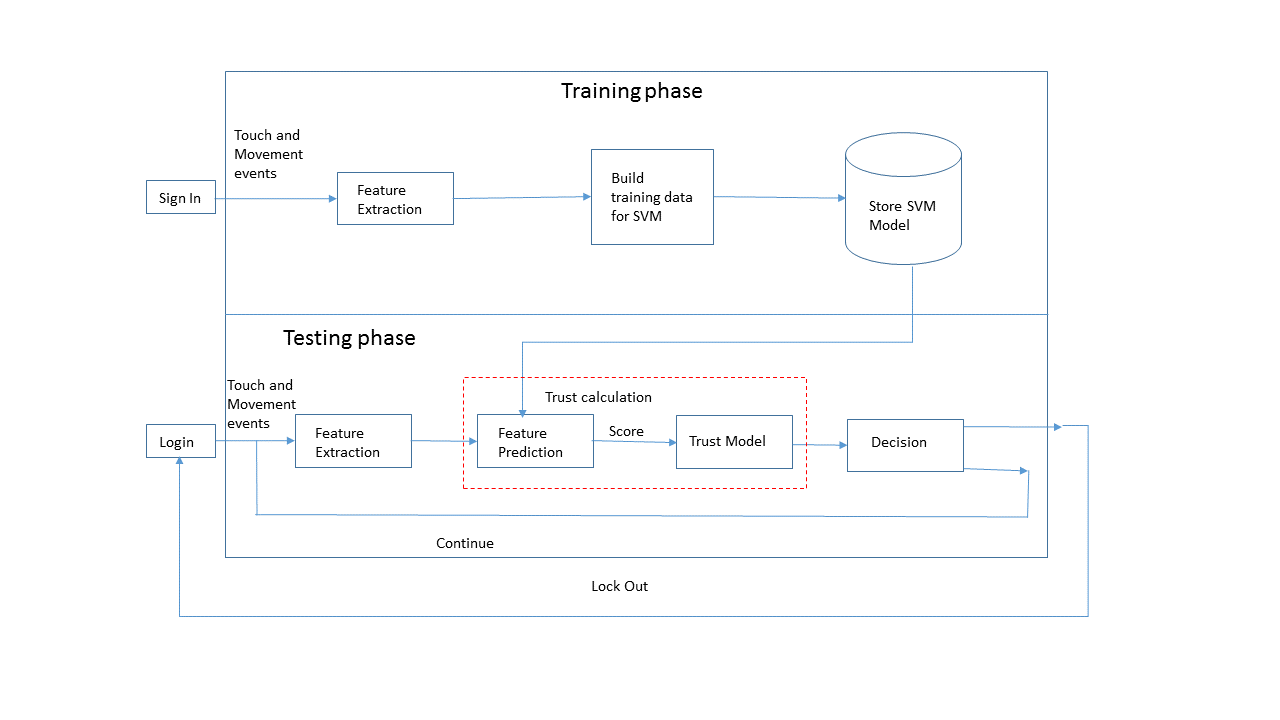 Training phase
Touch and
Movement
events
Sign In
Feature
Extraction
Build
training data
for SVM
Store SVM
Model
Testing phase
Touch and
Movement
events
Login
Feature
Extraction
Trust calculation
Feature
Prediction
Score
Trust Model
Decision
Continue
Lock Out